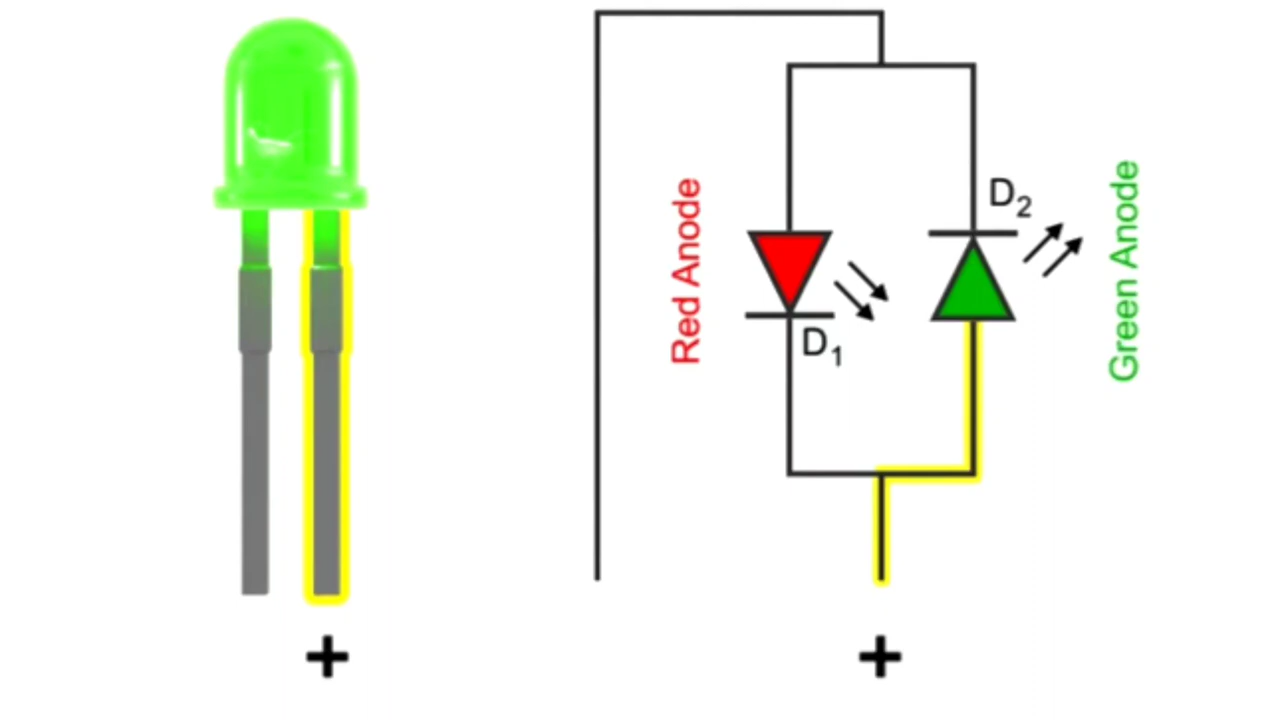 Red Anode
D1
D2
Green Anode
+
+